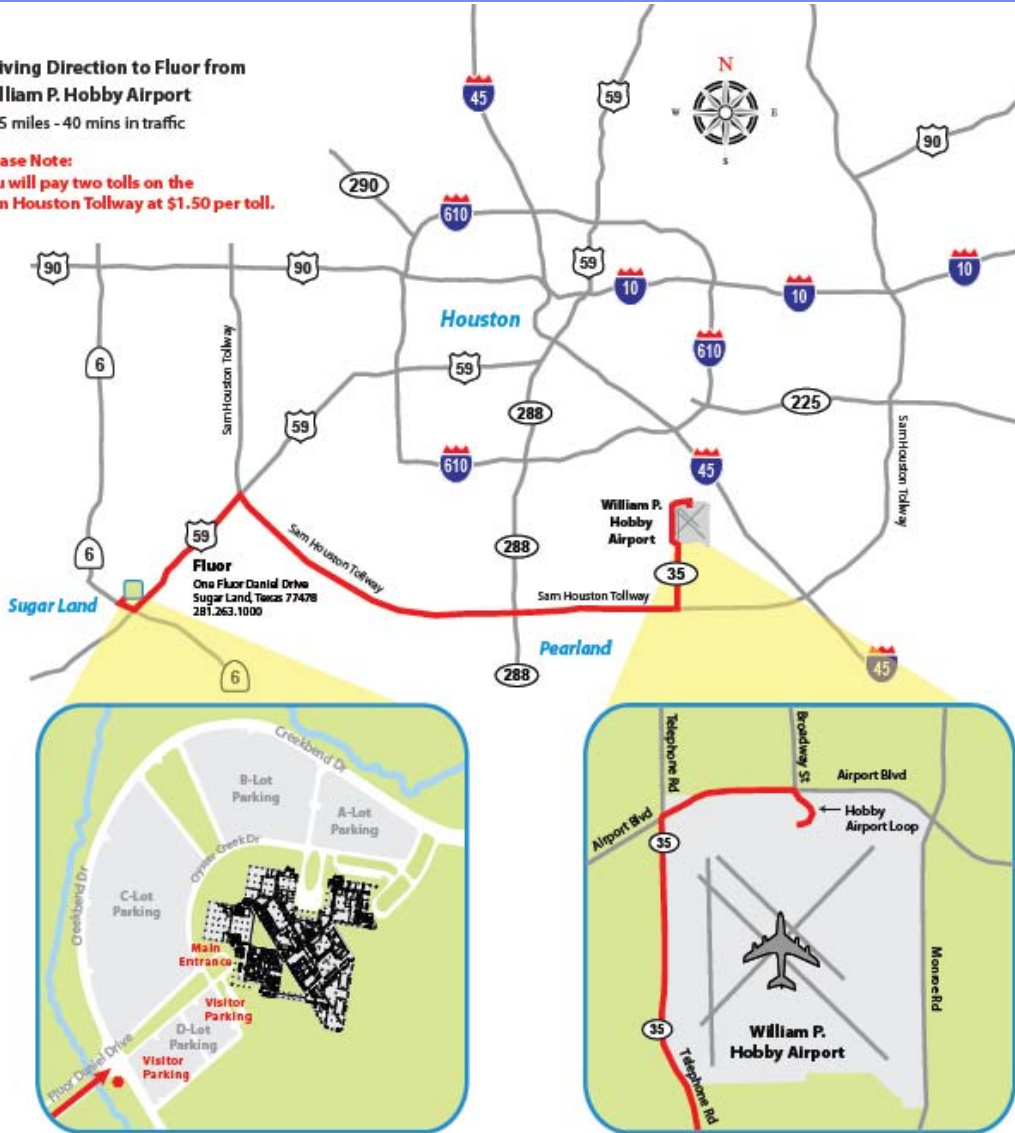 iving Direction to Fluor from
lliam P. Hobby Airport
5 miles - 40 mins in traffic
ase Note:
u will pay two tolls on the
m Houston Tollway at $1.50 per toll.
45
59
N
W
E
S
90
290
610
90
90
59
10
10
10
Houston
Sam Houston Tollway
6
59
610
59
288
225
610
45
Sam Houston Tollway
William P.
Hobby
Airport
6
59
Sam Houston Tollway
288
35
Fluor
One Fluor Daniel Drive
Sugar Land, Texas 77478
281.263.1000
Sugar Land
Sam Houston Tollway
Pearland
6
288
45
Creekbend Dr
B-Lot
Parking
A-Lot
Parking
Oyster Creek Dr
Creekbend Dr
C-Lot
Parking
Main
Entrance
Visitor
Parking
D-Lot
Parking
Visitor
Parking
Fluor Daniel Drive
Telephone Rd
Broadway St
Airport Blvd
Hobby
Airport Loop
Airport Blvd
35
Monroe Rd
35
William P.
Hobby Airport
Telephone Rd